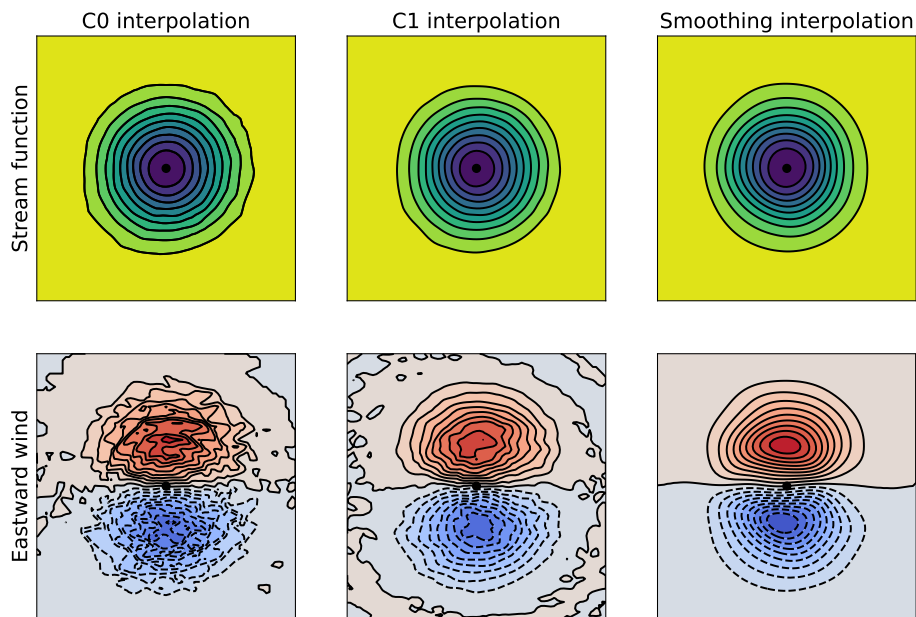 C0 interpolation
C1 interpolation
Smoothing interpolation
Stream function
Eastward wind